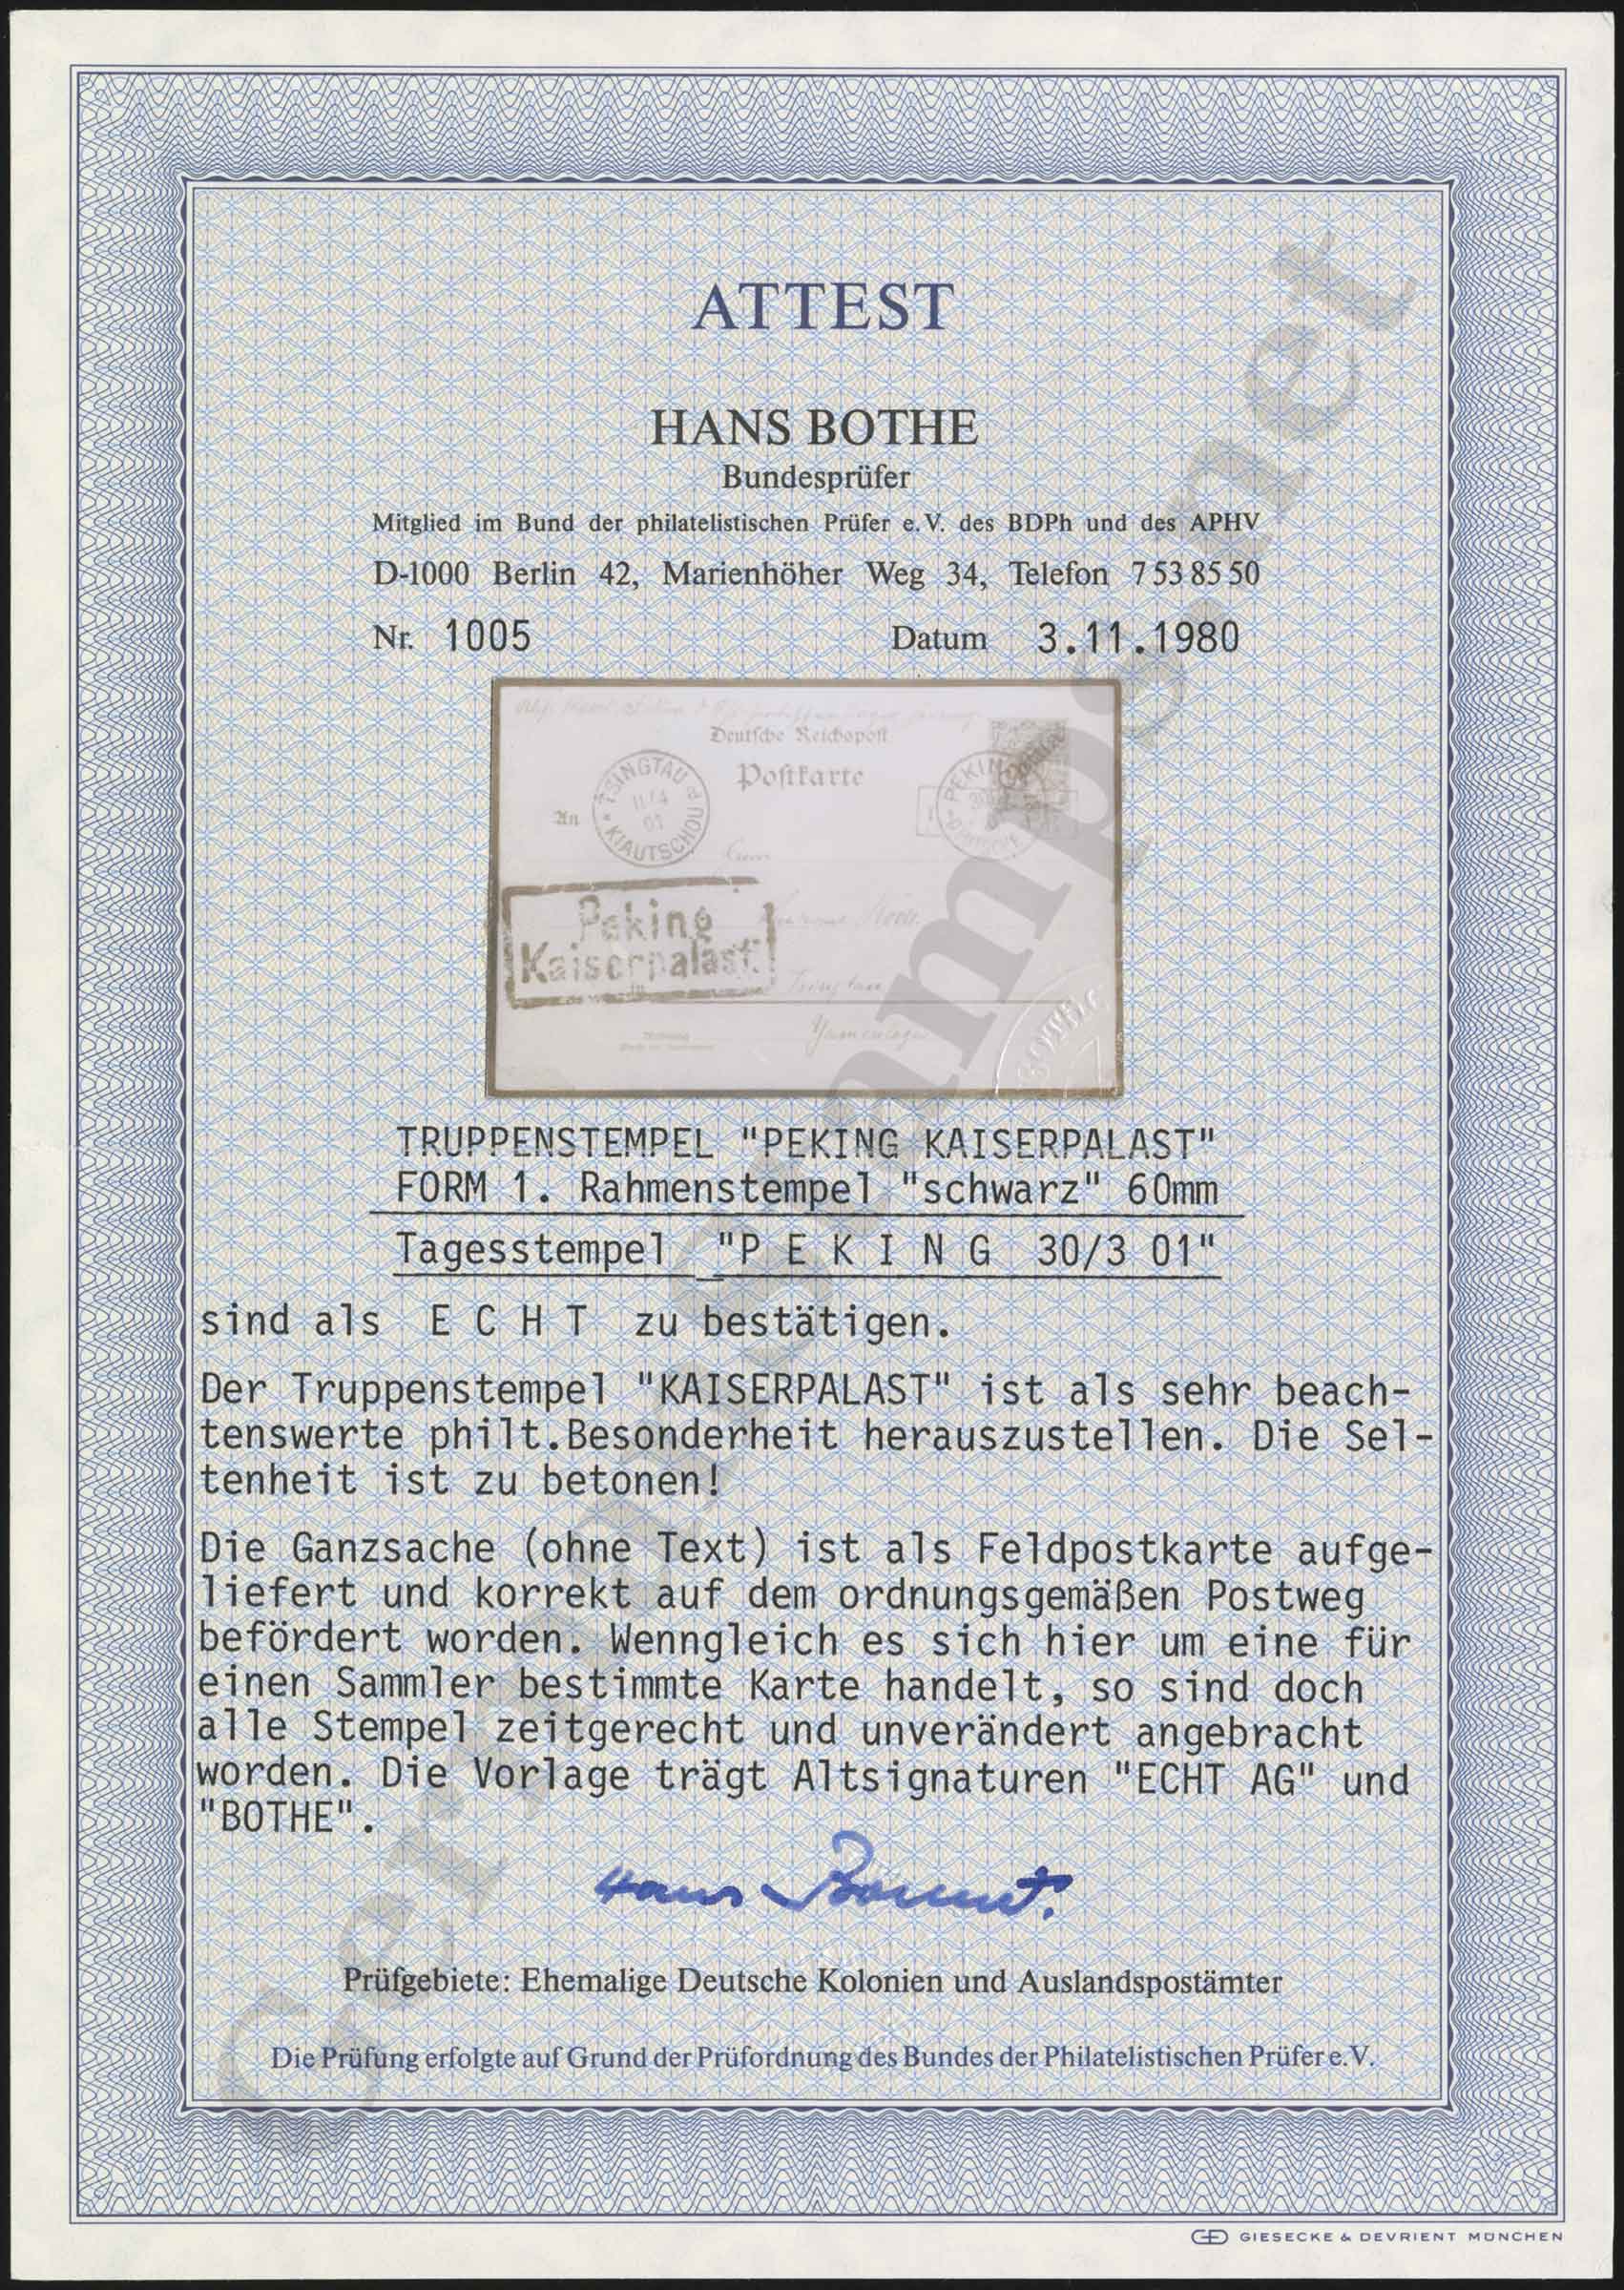 ATTEST
HANS BOTHE
Bundesprüfer
Mitglied im Bund der philatelistischen Prüfer e.V. des BDPh und des APHV
D-1000 Berlin 42, Marienhöher Weg 34, Telefon 7 53 85 50
Nr. 1005 Datum 3.11.1980
Deutsche Reichspost
Postkarte
TSINGTAU
11/4
01
KIAUTSCHOU
An
PEKING
Peking
Kaiserpalast.
Tsingtau
BOTHE
TRUPPENSTEMPEL "PEKING KAISERPALAST"
FORM 1. Rahmenstempel "schwarz" 60mm
Tagesstempel "P E K I N G 30/3 01"
sind als E C H T zu bestätigen.
Der Truppenstempel "KAISERPALAST" ist als sehr beach-
tenswerte philt.Besonderheit herauszustellen. Die Sel-
tenheit ist zu betonen!
Die Ganzsache (ohne Text) ist als Feldpostkarte aufge-
liefert und korrekt auf dem ordnungsgemäßen Postweg
befördert worden. Wenngleich es sich hier um eine für
einen Sammler bestimmte Karte handelt, so sind doch
alle Stempel zeitgerecht und unverändert angebracht
worden. Die Vorlage trägt Altsignaturen "ECHT AG" und
"BOTHE".
Prüfgebiete: Ehemalige Deutsche Kolonien und Auslandspostämter
Die Prüfung erfolgte auf Grund der Prüfordnung des Bundes der Philatelistischen Prüfer e.V.
GIESECKE & DEVRIENT MÜNCHEN
Germanstamps.net